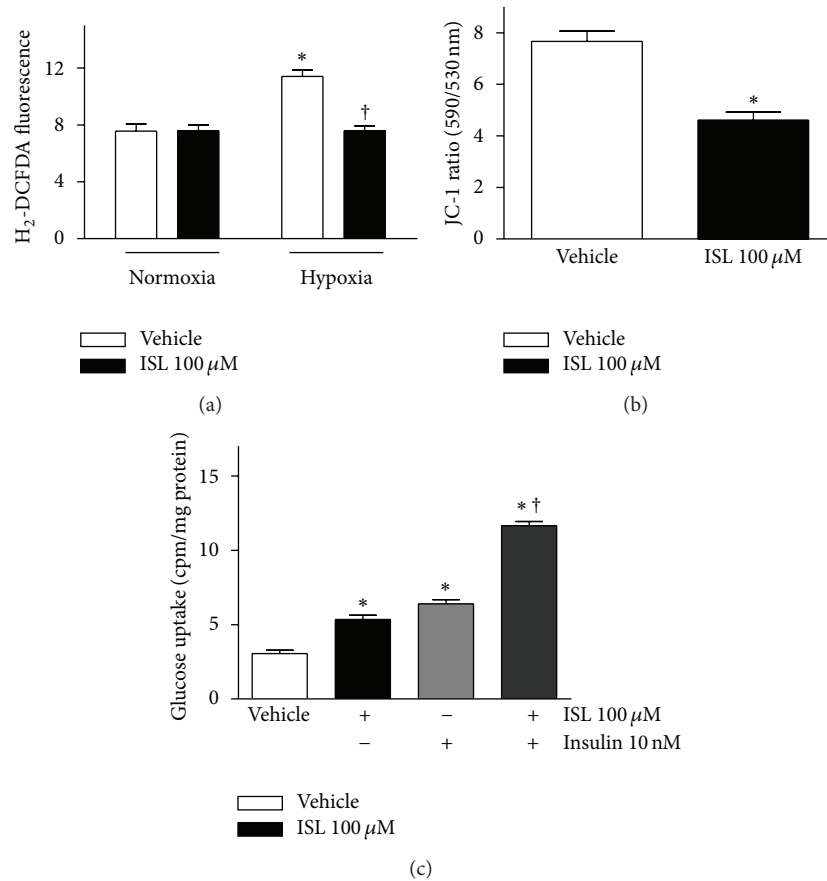 H₂-DCFDA fluorescence
12
8
4
0
*
†
Normoxia
Hypoxia
Vehicle
ISL 100 μM
(a)
JC-1 ratio (590/530 nm)
8
6
4
2
0
*
Vehicle
ISL 100 μM
Vehicle
ISL 100 μM
(b)
Glucose uptake (cpm/mg protein)
15
10
5
0
*
*
* †
Vehicle + − + ISL 100 μM
− + + Insulin 10 nM
Vehicle
ISL 100 μM
(c)